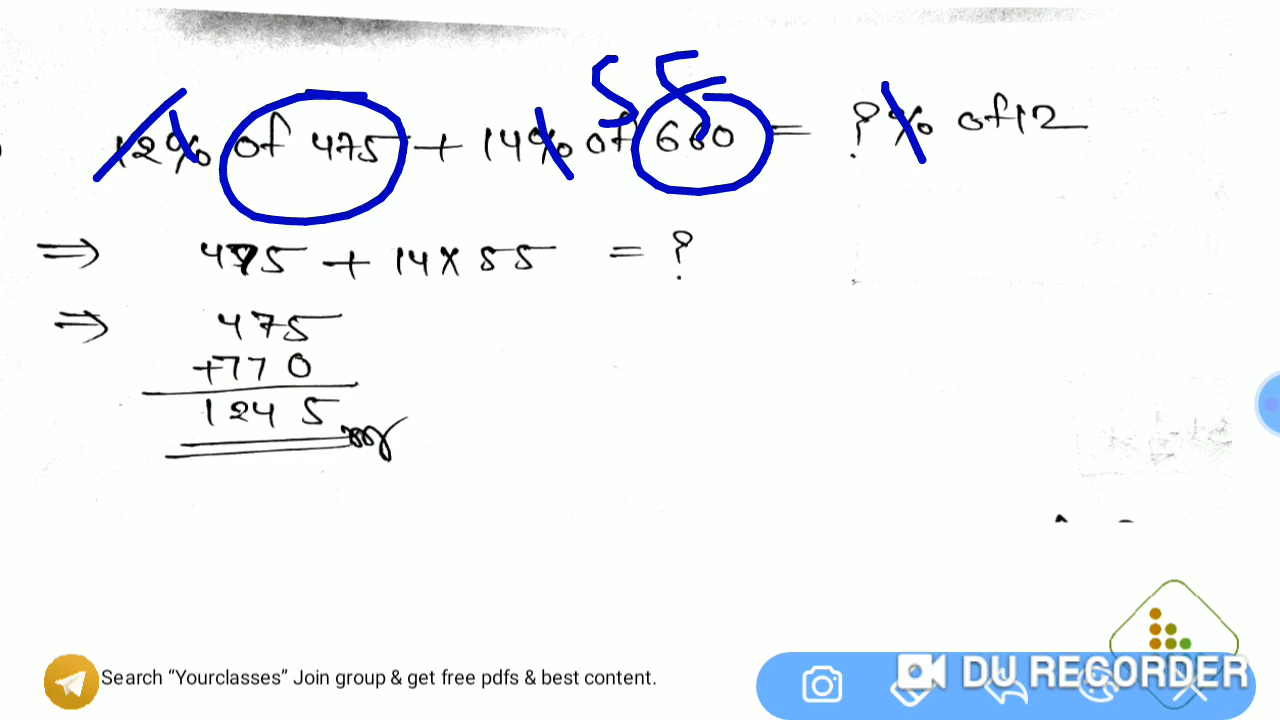 55
12% of 475 + 14% of 660 = ?% of 12
⇒ 475 + 14 × 55 = ?
⇒ 475
+770
1245
Search “Yourclasses” Join group & get free pdfs & best content.
DU RECORDER